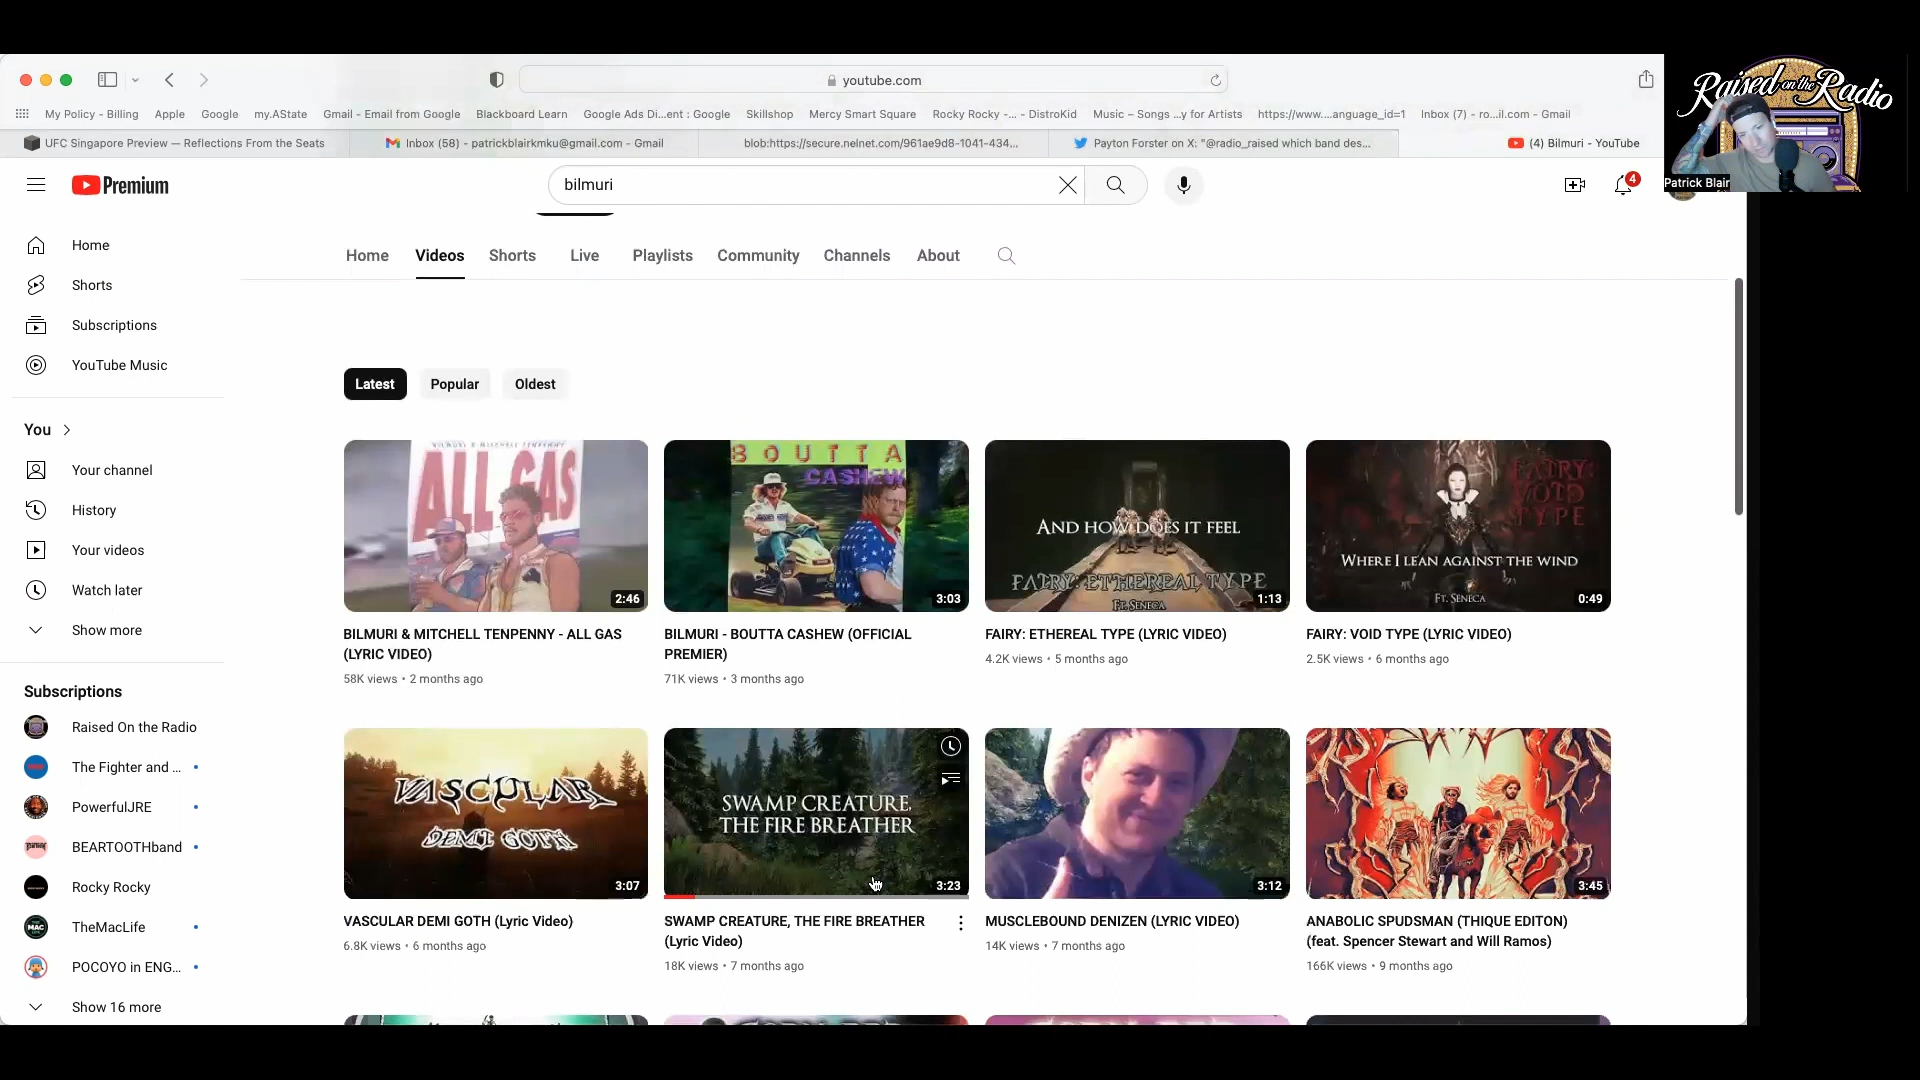 youtube.com
My Policy - Billing
Apple
Google
my.AState
Gmail - Email from Google
Blackboard Learn
Google Ads Di...ent : Google
Skillshop
Mercy Smart Square
Rocky Rocky -... - DistroKid
Music – Songs ...y for Artists
https://www....anguage_id=1
Inbox (7) - ro...il.com - Gmail
UFC Singapore Preview — Reflections From the Seats
Inbox (58) - patrickblairkmku@gmail.com - Gmail
blob:https://secure.nelnet.com/961ae9d8-1041-434...
Payton Forster on X: "@radio_raised which band des...
(4) Bilmuri - YouTube
Raised on the Radio
Patrick Blair
Premium
bilmuri
4
Home
Shorts
Subscriptions
YouTube Music
You
Your channel
History
Your videos
Watch later
Show more
Subscriptions
Raised On the Radio
The Fighter and ...
PowerfulJRE
BEARTOOTHband
Rocky Rocky
TheMacLife
POCOYO in ENG...
Show 16 more
Home
Videos
Shorts
Live
Playlists
Community
Channels
About
Latest
Popular
Oldest
BILMURI & MITCHELL TENPENNY
ALL GAS
2:46
BILMURI & MITCHELL TENPENNY - ALL GAS
(LYRIC VIDEO)
58K views • 2 months ago
BOUTTA
CASHEW
3:03
BILMURI - BOUTTA CASHEW (OFFICIAL
PREMIER)
71K views • 3 months ago
AND HOW DOES IT FEEL
FAIRY: ETHEREAL TYPE
FT. SENECA
1:13
FAIRY: ETHEREAL TYPE (LYRIC VIDEO)
4.2K views • 5 months ago
FAIRY:
VOID
TYPE
WHERE I LEAN AGAINST THE WIND
FT. SENECA
0:49
FAIRY: VOID TYPE (LYRIC VIDEO)
2.5K views • 6 months ago
VASCULAR
DEMI GOTH
3:07
VASCULAR DEMI GOTH (Lyric Video)
6.8K views • 6 months ago
SWAMP CREATURE,
THE FIRE BREATHER
3:23
SWAMP CREATURE, THE FIRE BREATHER
(Lyric Video)
18K views • 7 months ago
3:12
MUSCLEBOUND DENIZEN (LYRIC VIDEO)
14K views • 7 months ago
3:45
ANABOLIC SPUDSMAN (THIQUE EDITON)
(feat. Spencer Stewart and Will Ramos)
166K views • 9 months ago